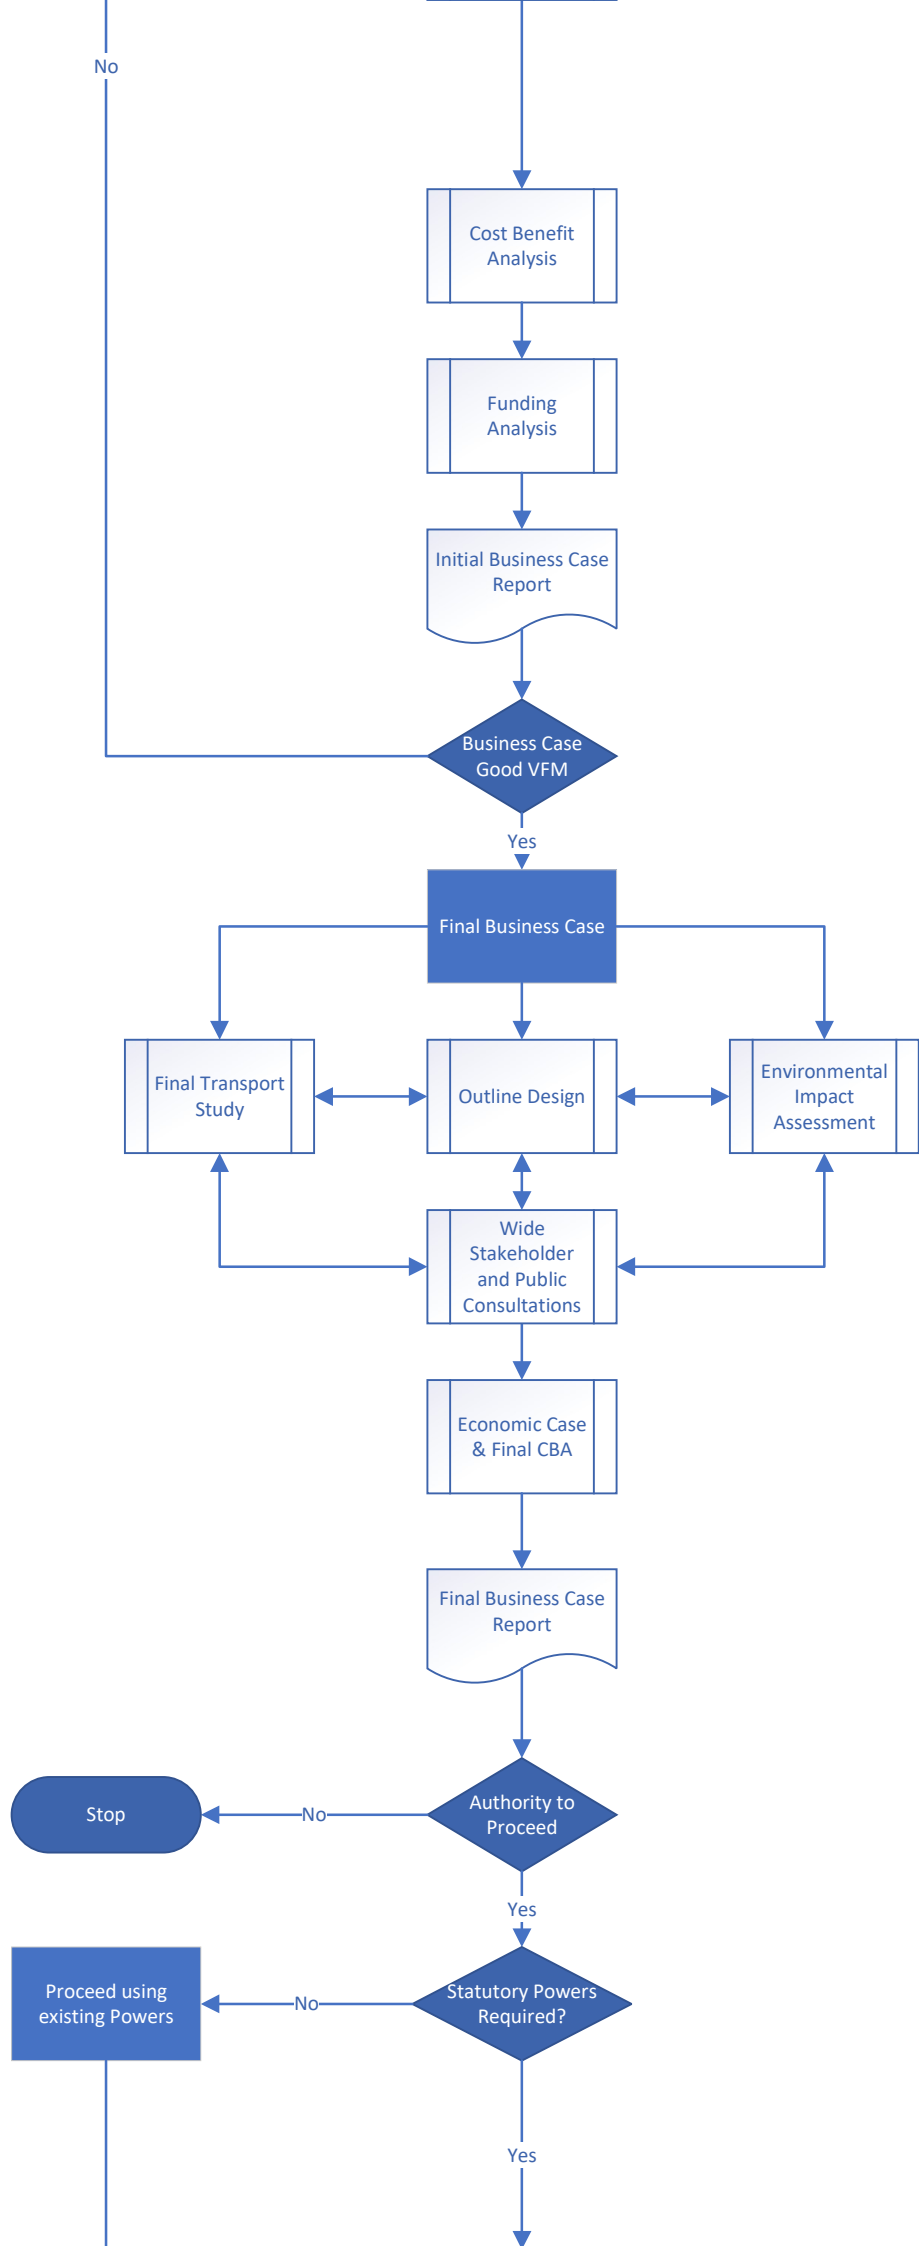 No
Cost Benefit
Analysis
Funding
Analysis
Initial Business Case
Report
Business Case
Good VFM
Yes
Final Business Case
Final Transport
Study
Outline Design
Environmental
Impact
Assessment
Wide
Stakeholder
and Public
Consultations
Economic Case
& Final CBA
Final Business Case
Report
Authority to
Proceed
No
Stop
Yes
Statutory Powers
Required?
No
Proceed using
existing Powers
Yes